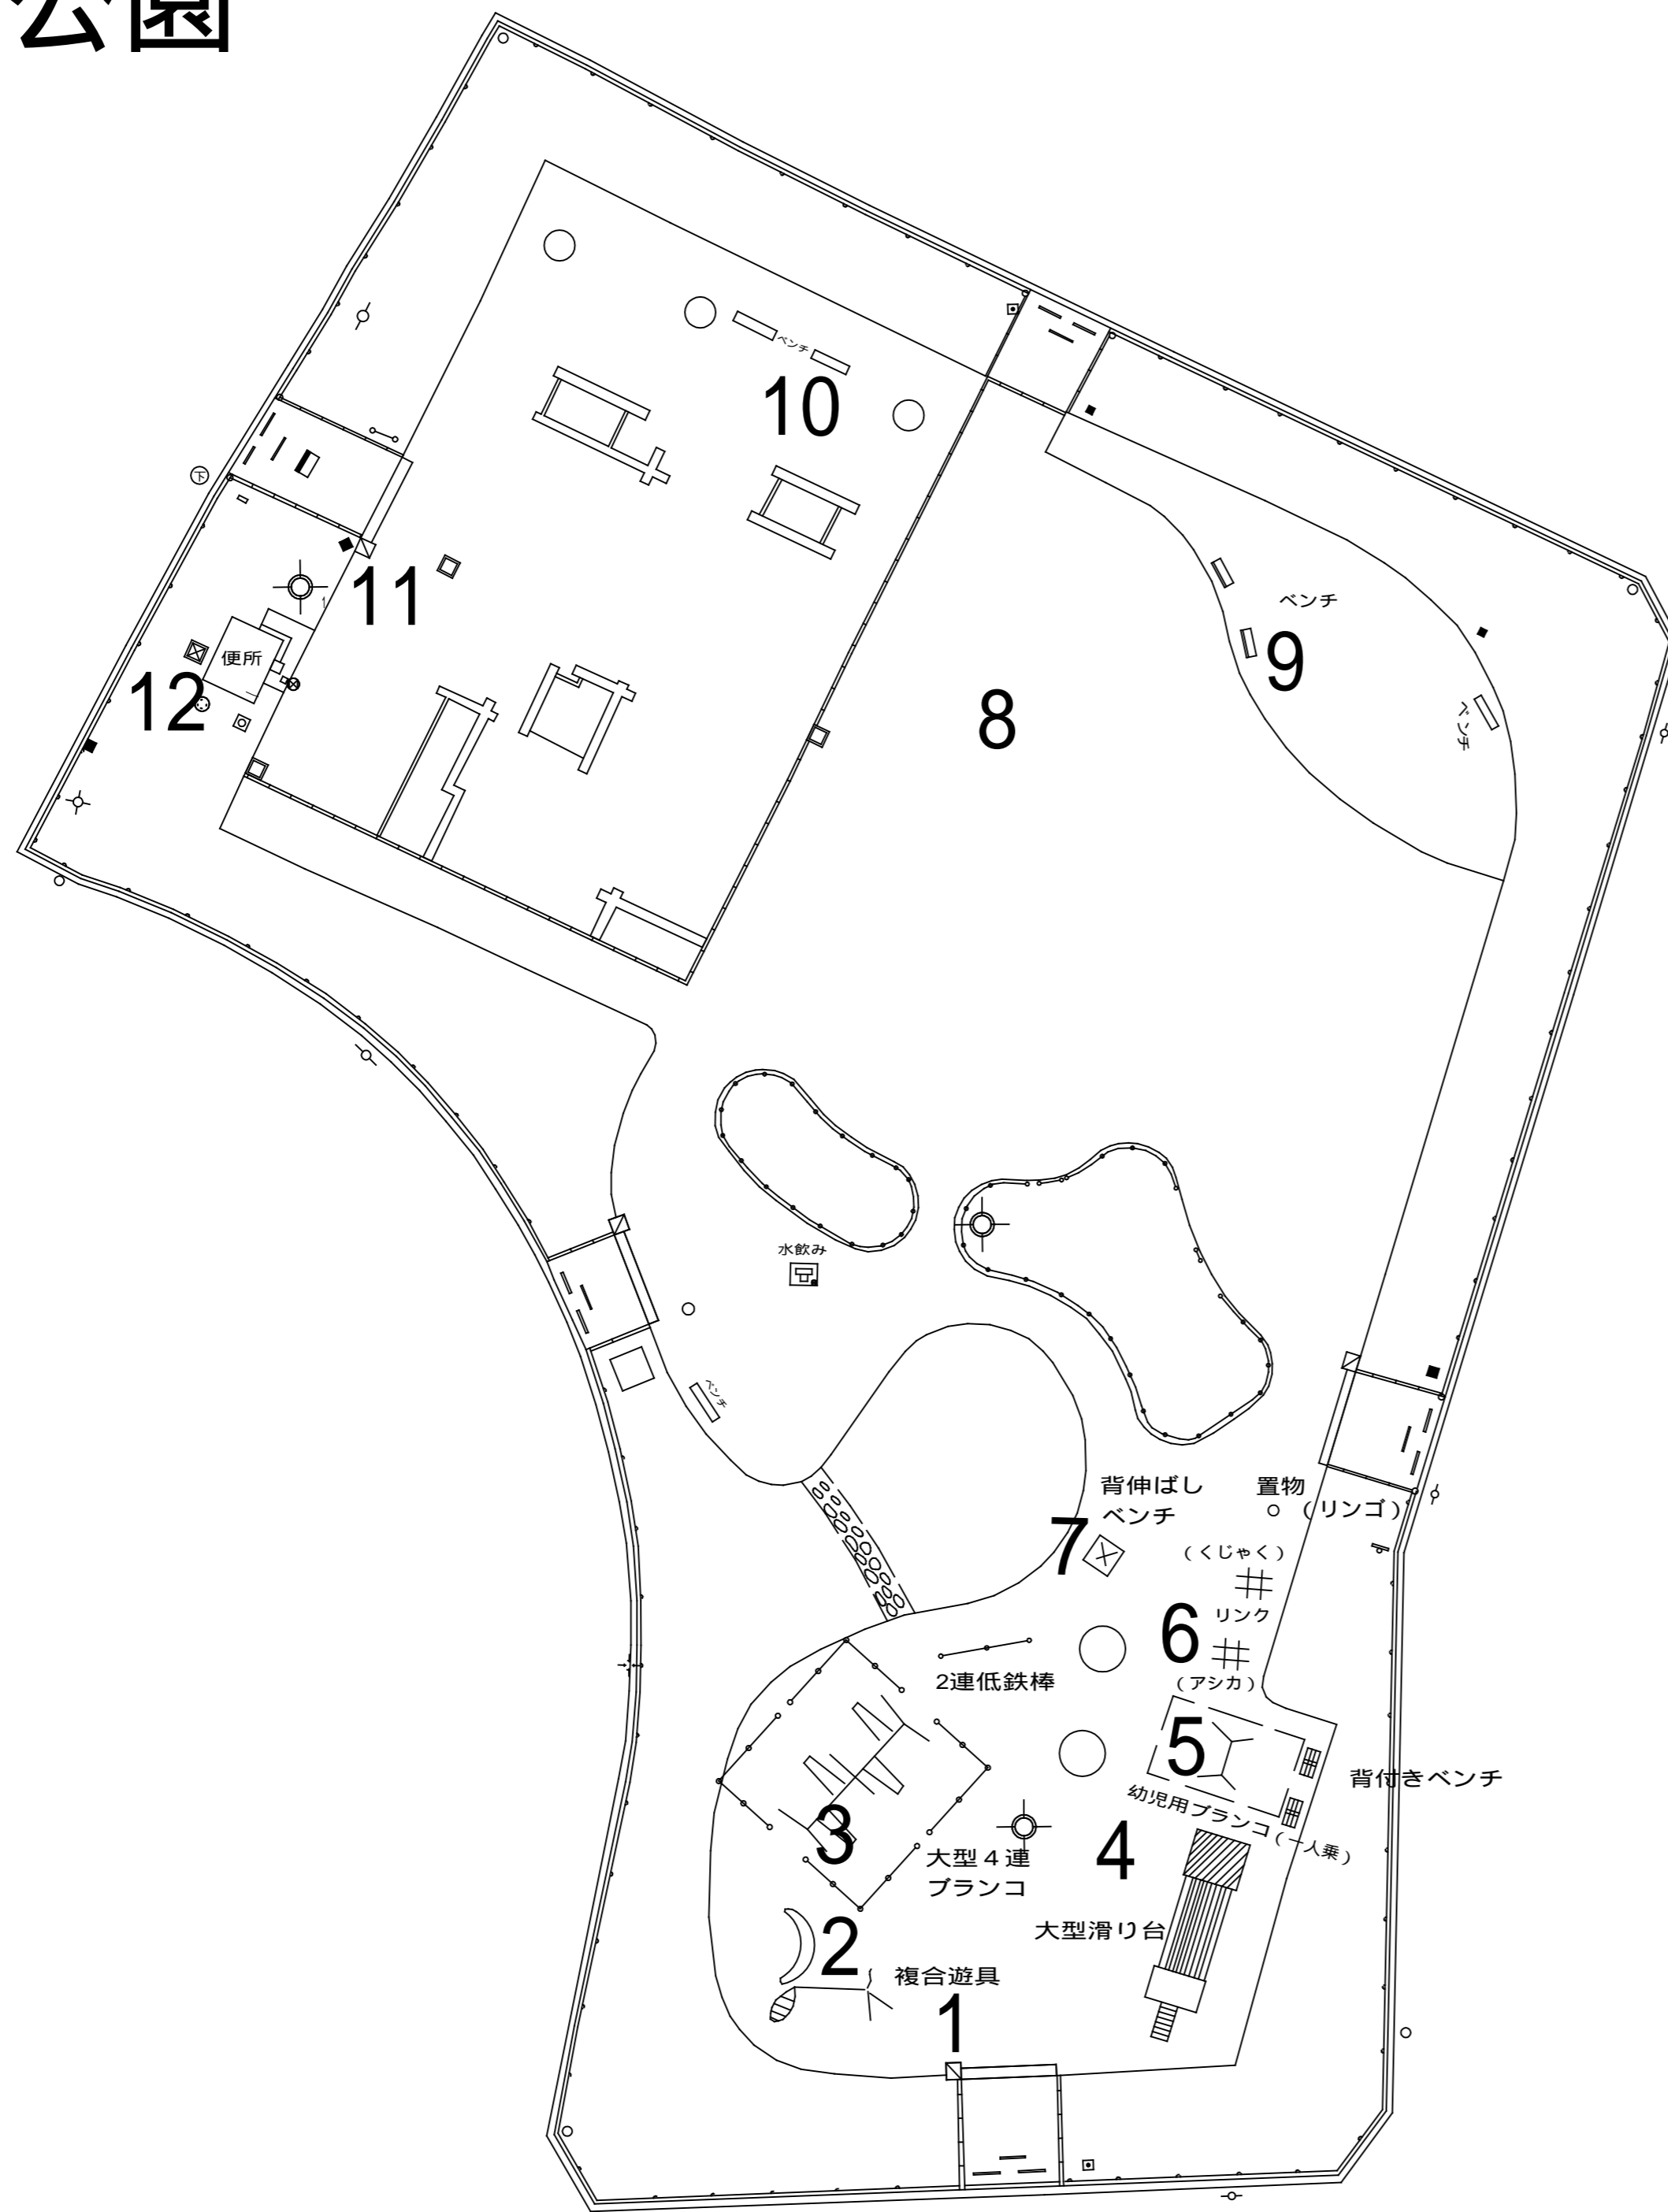 公園
ベンチ
10
下
11
ベンチ
便所
9
12
8
ベンチ
水飲み
ベンチ
背伸ばし
ベンチ
置物
(リンゴ)
7
(くじゃく)
6
リンク
2連低鉄棒
(アシカ)
5
背付きベンチ
幼児用ブランコ(一人乗)
3
4
大型4連
ブランコ
大型滑り台
2
複合遊具
1